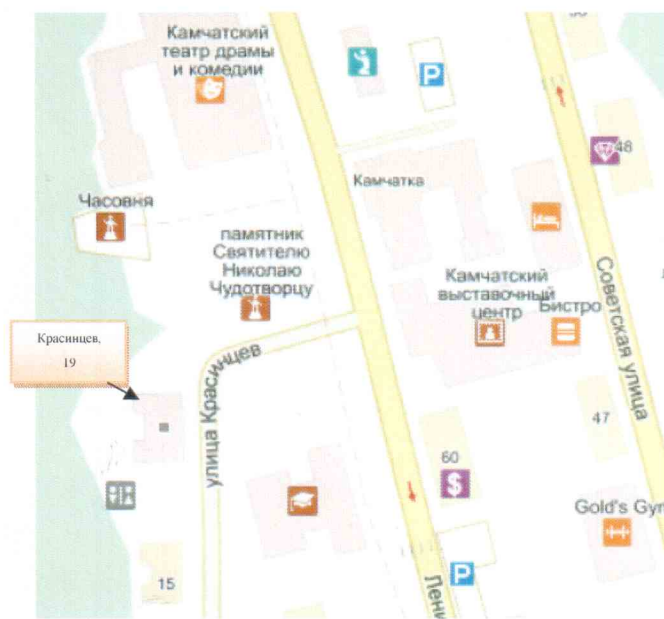 Камчатский
театр драмы
и комедии
P
48
Камчатка
Часовня
памятник
Святителю
Николаю
Чудотворцу
Камчатский
выставочный
центр
Бистро
Советская улица
Красинцев,
19
улица Красинцев
47
60
$
Gold's Gym
15
P
Лени